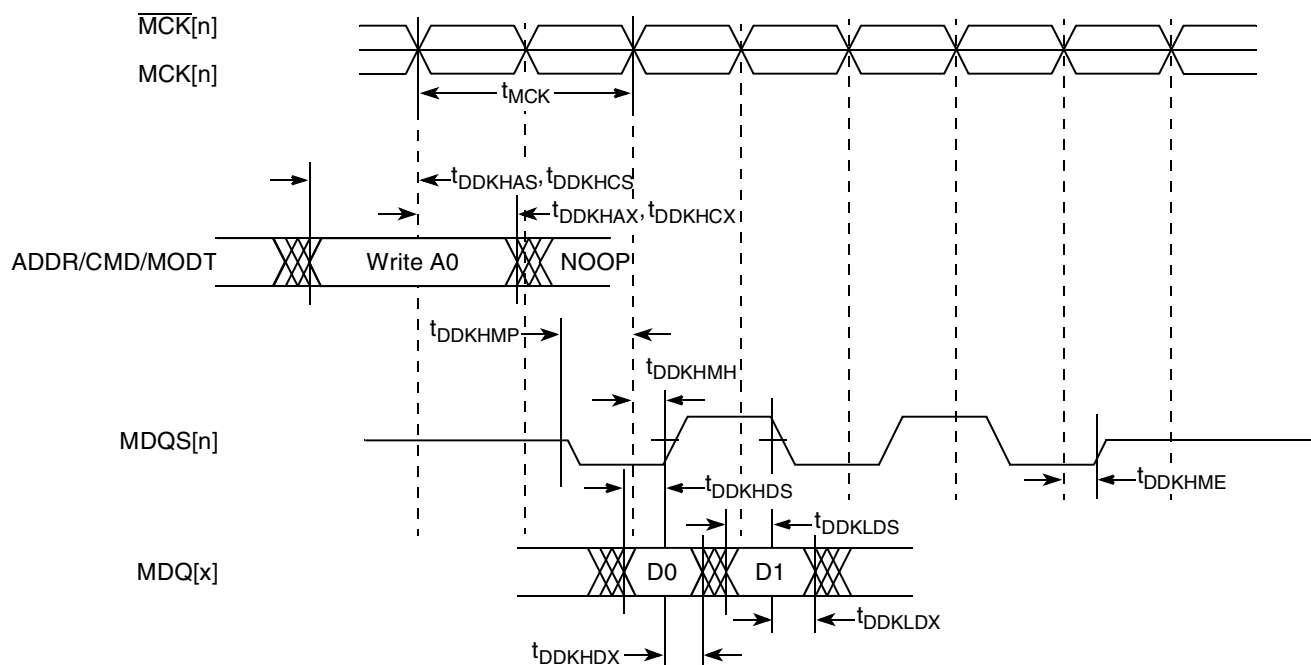 MCK[n]
MCK[n]
tMCK
tDDKHAS, tDDKHCS
tDDKHAX, tDDKHCX
ADDR/CMD/MODT Write A0 NOOP
tDDKHMP
tDDKHMH
MDQS[n]
tDDKHME
tDDKHDS
tDDKLDS
MDQ[x] D0 D1
tDDKLDX
tDDKHDX